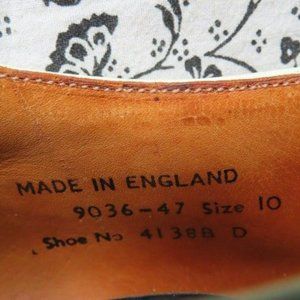 MADE IN ENGLAND
9036-47 Size 10
Shoe No 4138B D